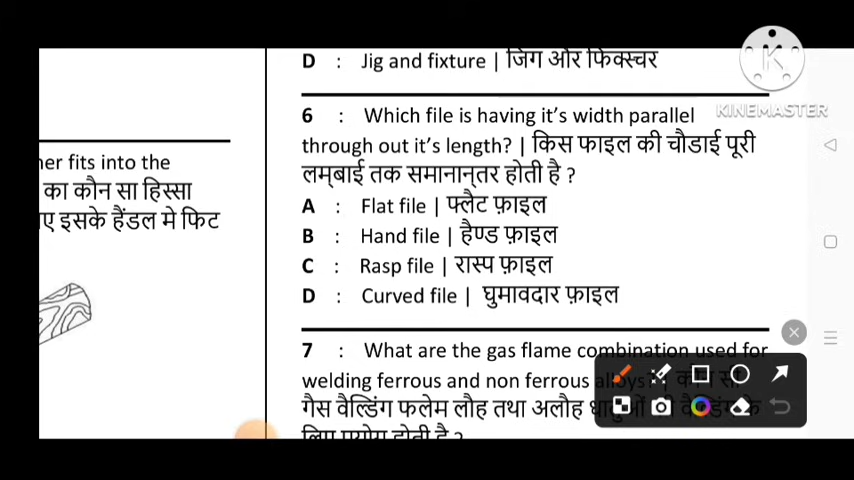 D : Jig and fixture | जिग और फिक्स्चर
KINEMASTER
her fits into the
का कौन सा हिस्सा
ए इसके हैंडल मे फिट
6 : Which file is having it's width parallel
through out it's length? | किस फाइल की चौडाई पूरी
लम्बाई तक समानान्तर होती है ?
A : Flat file | फ्लैट फ़ाइल
B : Hand file | हैण्ड फ़ाइल
C : Rasp file | रास्प फ़ाइल
D : Curved file | घुमावदार फ़ाइल
7 : What are the gas flame combination used for
welding ferrous and non ferrous alloys? | कौन सा
गैस वैल्डिंग फलेम लौह तथा अलौह धातुओं की वैल्डिंग के
लिए प्रयोग होती है ?